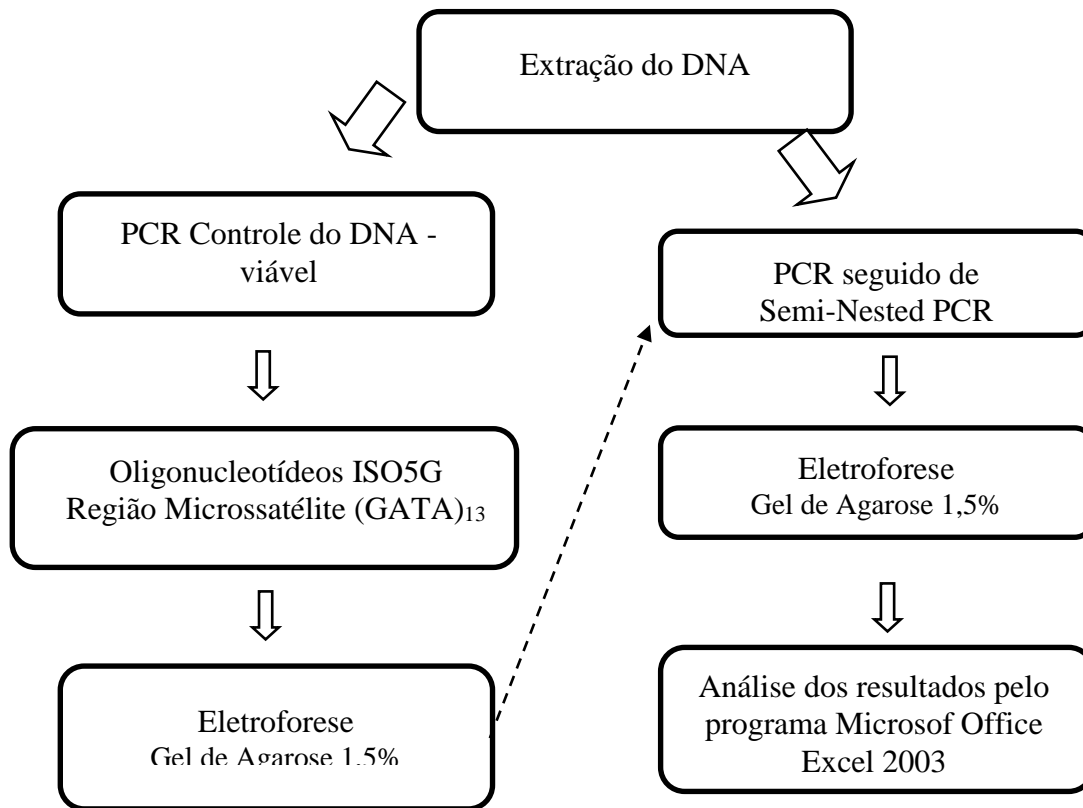 Extração do DNA
PCR Controle do DNA -
viável
Oligonucleotídeos ISO5G
Região Microssatélite (GATA)₁₃
Eletroforese
Gel de Agarose 1,5%
PCR seguido de
Semi-Nested PCR
Eletroforese
Gel de Agarose 1,5%
Análise dos resultados pelo
programa Microsof Office
Excel 2003